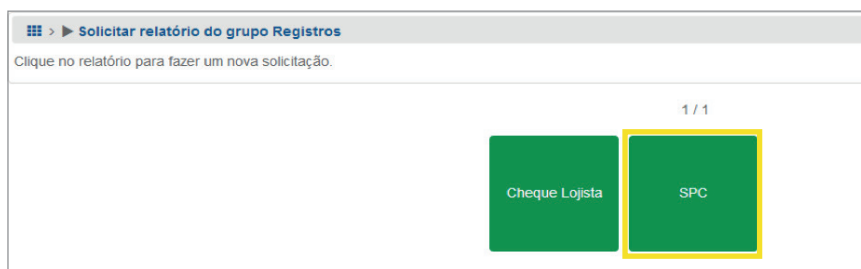 > ▶ Solicitar relatório do grupo Registros
Clique no relatório para fazer um nova solicitação.
1 / 1
Cheque Lojista
SPC